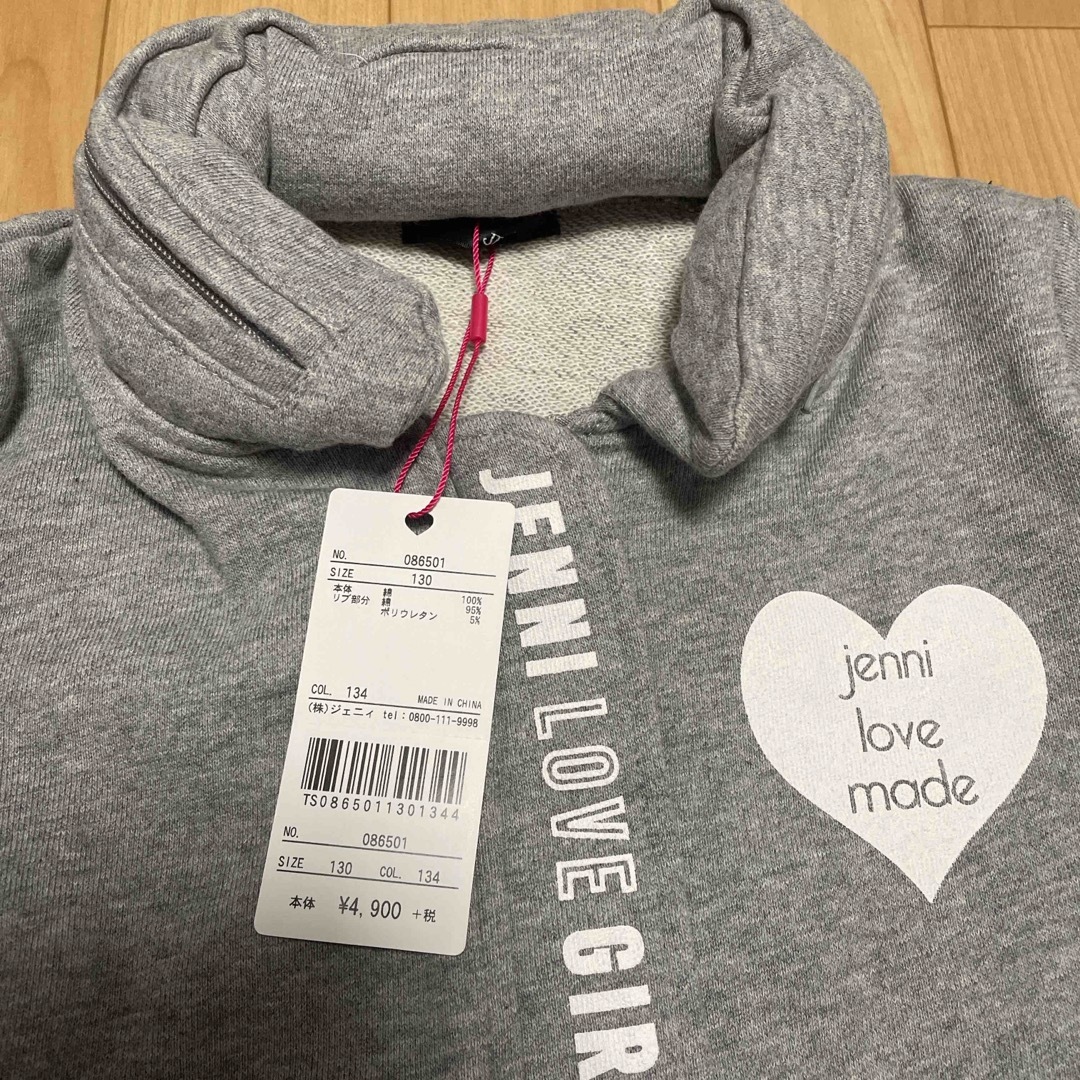 NO. 086501
SIZE 130
本体 綿 100%
リブ部分 綿 95%
ポリウレタン 5%
COL. 134 MADE IN CHINA
(株)ジェニィ tel:0800-111-9998
TS0865011301344
NO. 086501
SIZE 130 COL. 134
本体 ¥4,900 +税
JENNI LOVE GIR
jenni
love
made